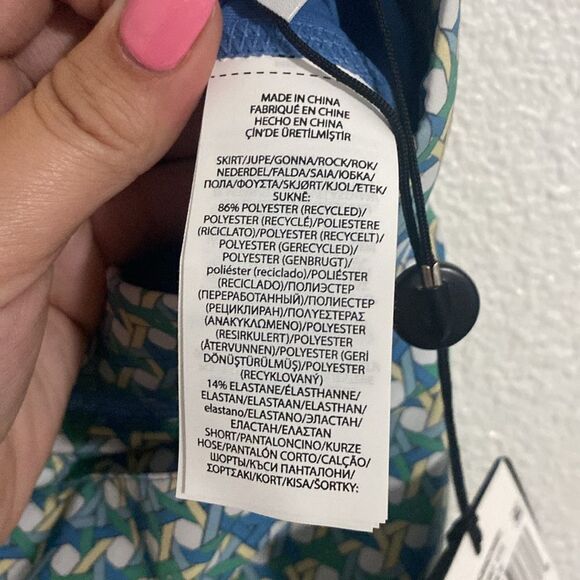 MADE IN CHINA
FABRIQUÉ EN CHINE
HECHO EN CHINA
ÇİN'DE ÜRETİLMİŞTİR
SKIRT/JUPE/GONNA/ROCK/ROK/
NEDERDEL/FALDA/SAIA/ЮБКА/
ПОЛА/ΦΟΥΣΤΑ/SKJØRT/KJOL/ETEK/
SUKNĚ:
86% POLYESTER (RECYCLED)/
POLYESTER (RECYCLÉ)/POLIESTERE
(RICICLATO)/POLYESTER (RECYCELT)/
POLYESTER (GERECYCLED)/
POLYESTER (GENBRUGT)/
poliéster (reciclado)/POLIÉSTER
(RECICLADO)/ПОЛИЭСТЕР
(ПЕРЕРАБОТАННЫЙ)/ПОЛИЕСТЕР
(РЕЦИКЛИРАН)/ΠΟΛΥΕΣΤΕΡΑΣ
(ΑΝΑΚΥΚΛΩΜΕΝΟ)/POLYESTER
(RESIRKULERT)/POLYESTER
(ÅTERVUNNEN)/POLYESTER (GERİ
DÖNÜŞTÜRÜLMÜŞ)/POLYESTER
(RECYKLOVANÝ)
14% ELASTANE/ÉLASTHANNE/
ELASTAN/ELASTAAN/ELASTHAN/
elastano/ELASTANO/ЭЛАСТАН/
ЕЛАСТАН/ΕΛΑΣΤΑΝ
SHORT/PANTALONCINO/KURZE
HOSE/PANTALÓN CORTO/CALÇÃO/
ШОРТЫ/КЪСИ ПАНТАЛОНИ/
ΣΟΡΤΣΑΚΙ/KORT/KISA/ŠORTKY: